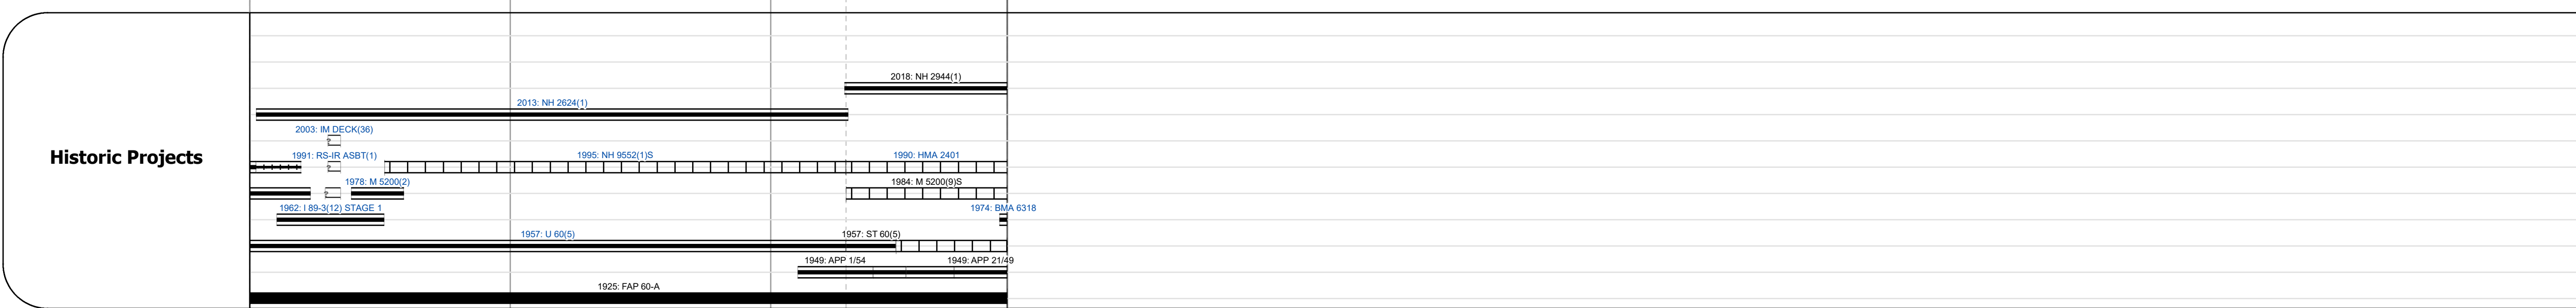 2018: NH 2944(1)
2013: NH 2624(1)
2003: IM DECK(36)
Historic Projects
1991: RS-IR ASBT(1) 1995: NH 9552(1)S 1990: HMA 2401
1978: M 5200(2) 1984: M 5200(9)S
1962: I 89-3(12) STAGE 1 1974: BMA 6318
1957: U 60(5) 1957: ST 60(5)
1949: APP 1/54 1949: APP 21/49
1925: FAP 60-A